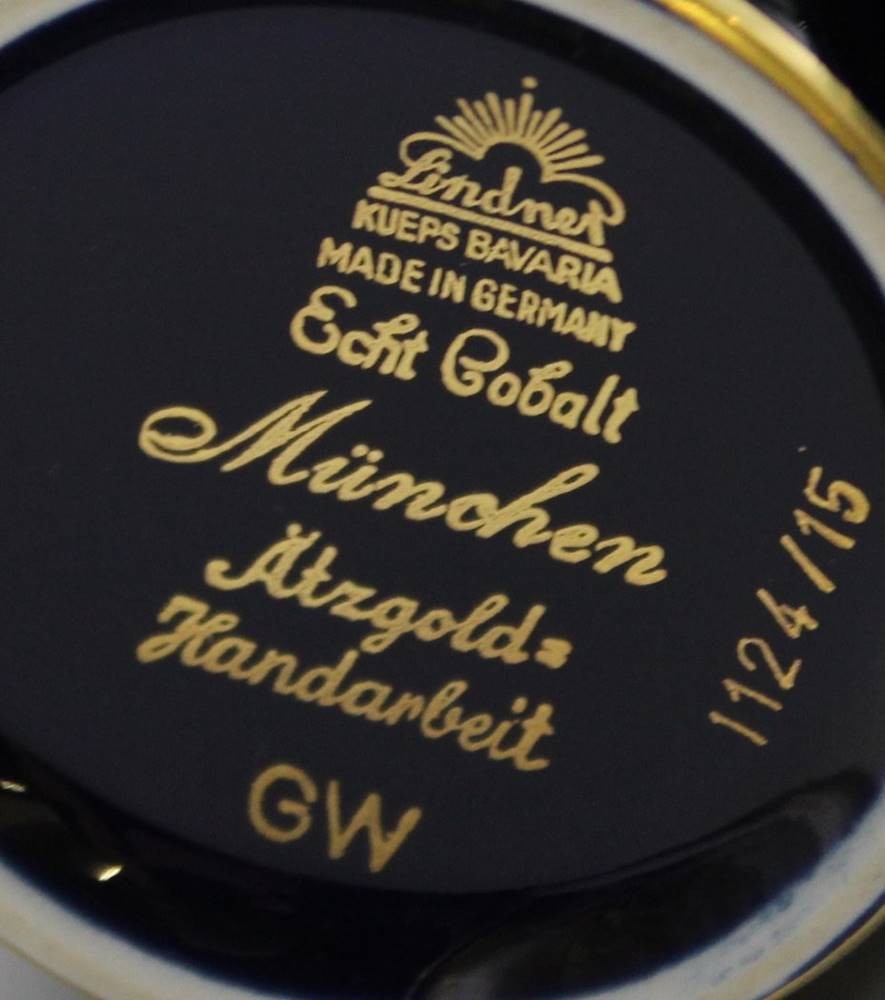 Lindner
KUEPS BAVARIA
MADE IN GERMANY
Echt Cobalt
München
Ätzgold=
Handarbeit
GW
1124/15